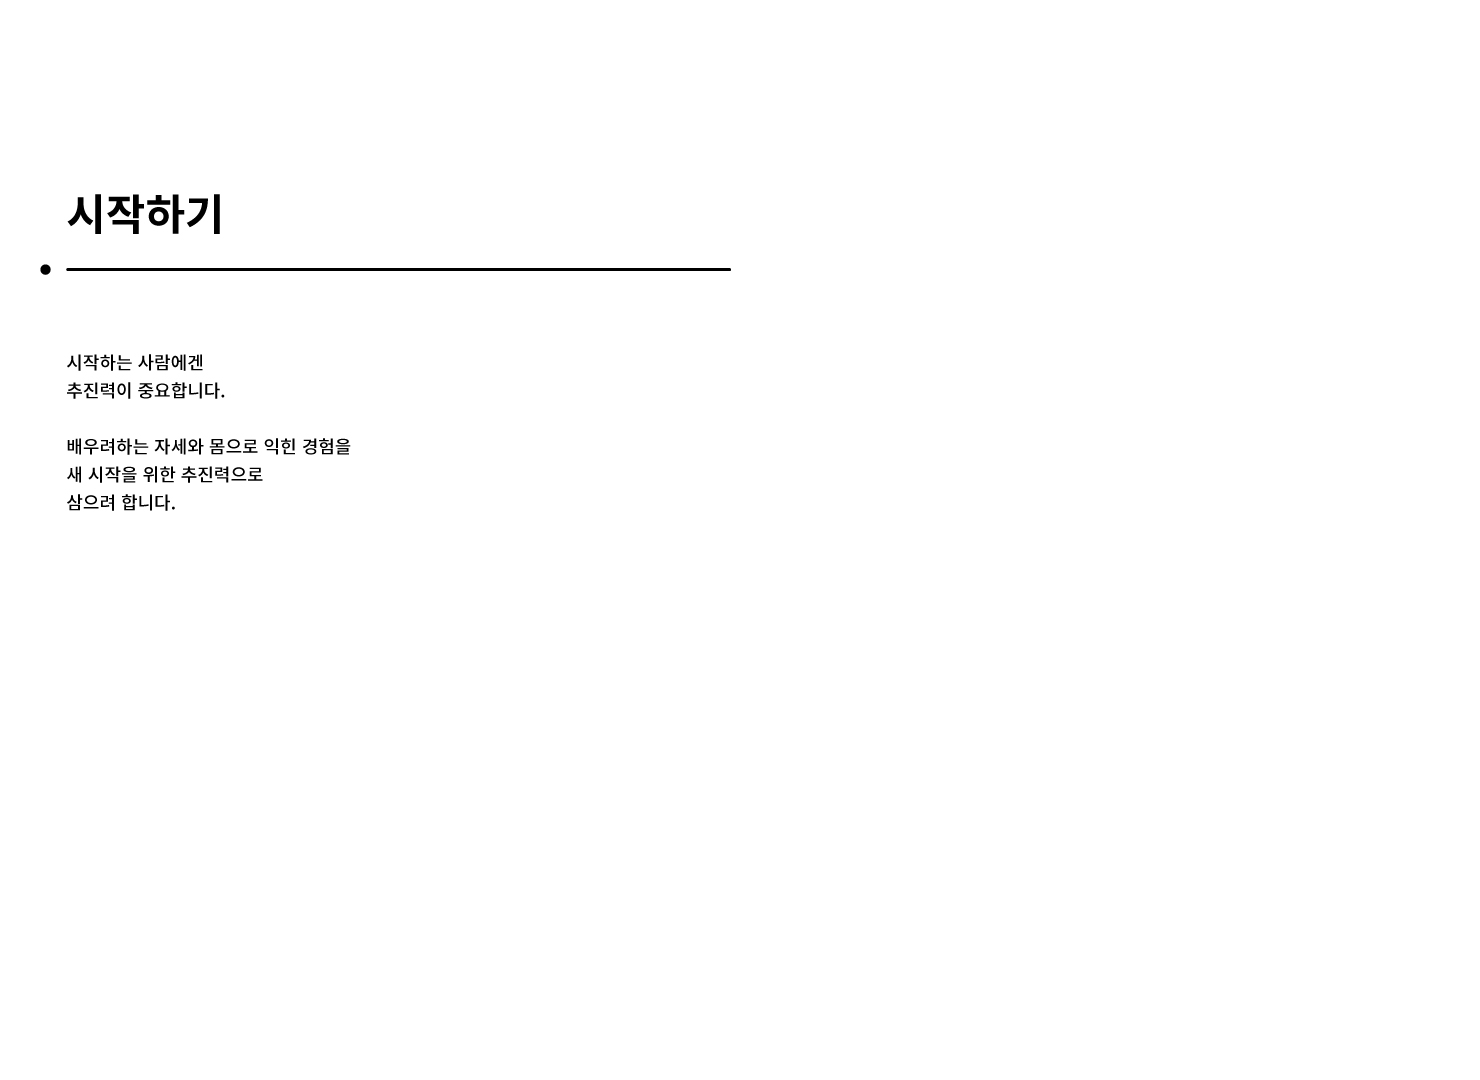 시작하기
시작하는 사람에겐
추진력이 중요합니다.
배우려하는 자세와 몸으로 익힌 경험을
새 시작을 위한 추진력으로
삼으려 합니다.